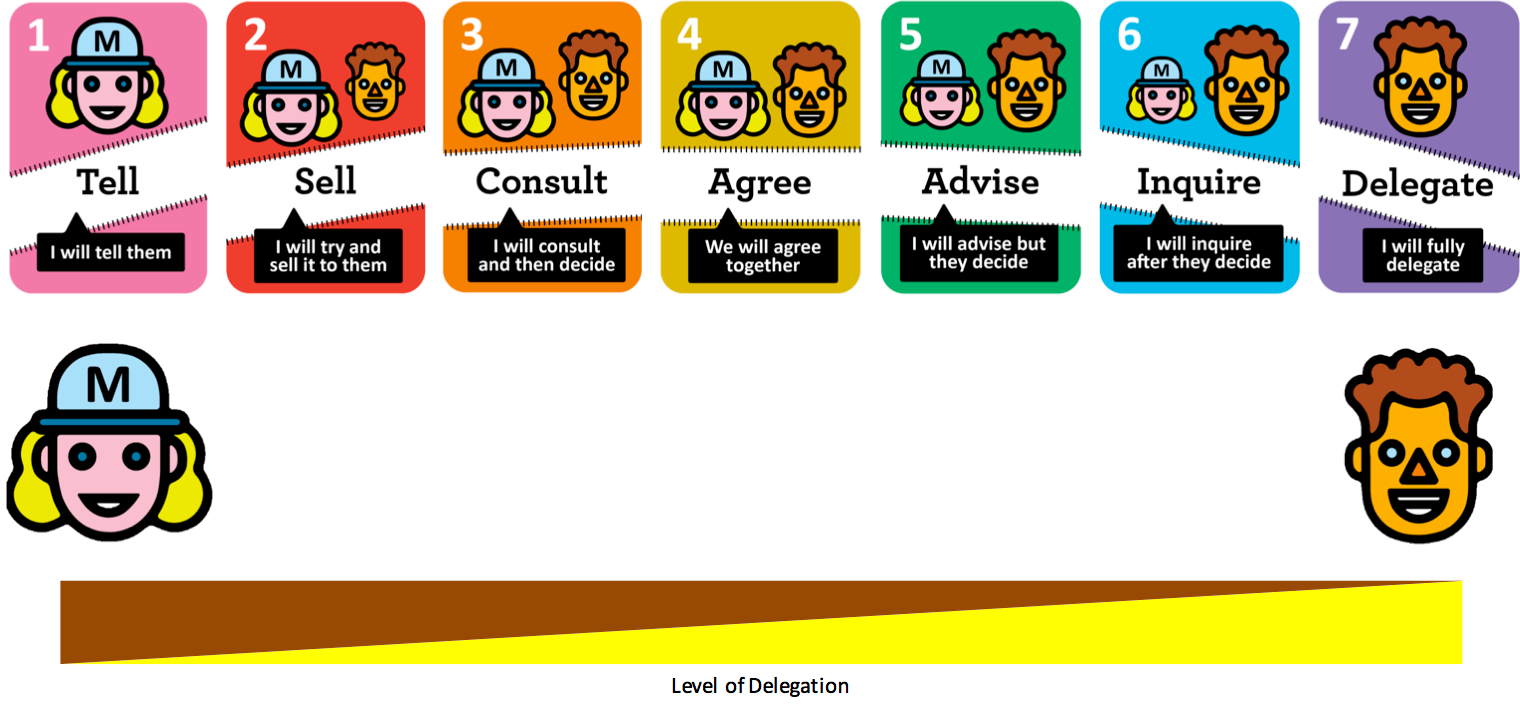 1
M
Tell
I will tell them
2
M
Sell
I will try and
sell it to them
3
M
Consult
I will consult
and then decide
4
M
Agree
We will agree
together
5
M
Advise
I will advise but
they decide
6
M
Inquire
I will inquire
after they decide
7
Delegate
I will fully
delegate
M
Level of Delegation